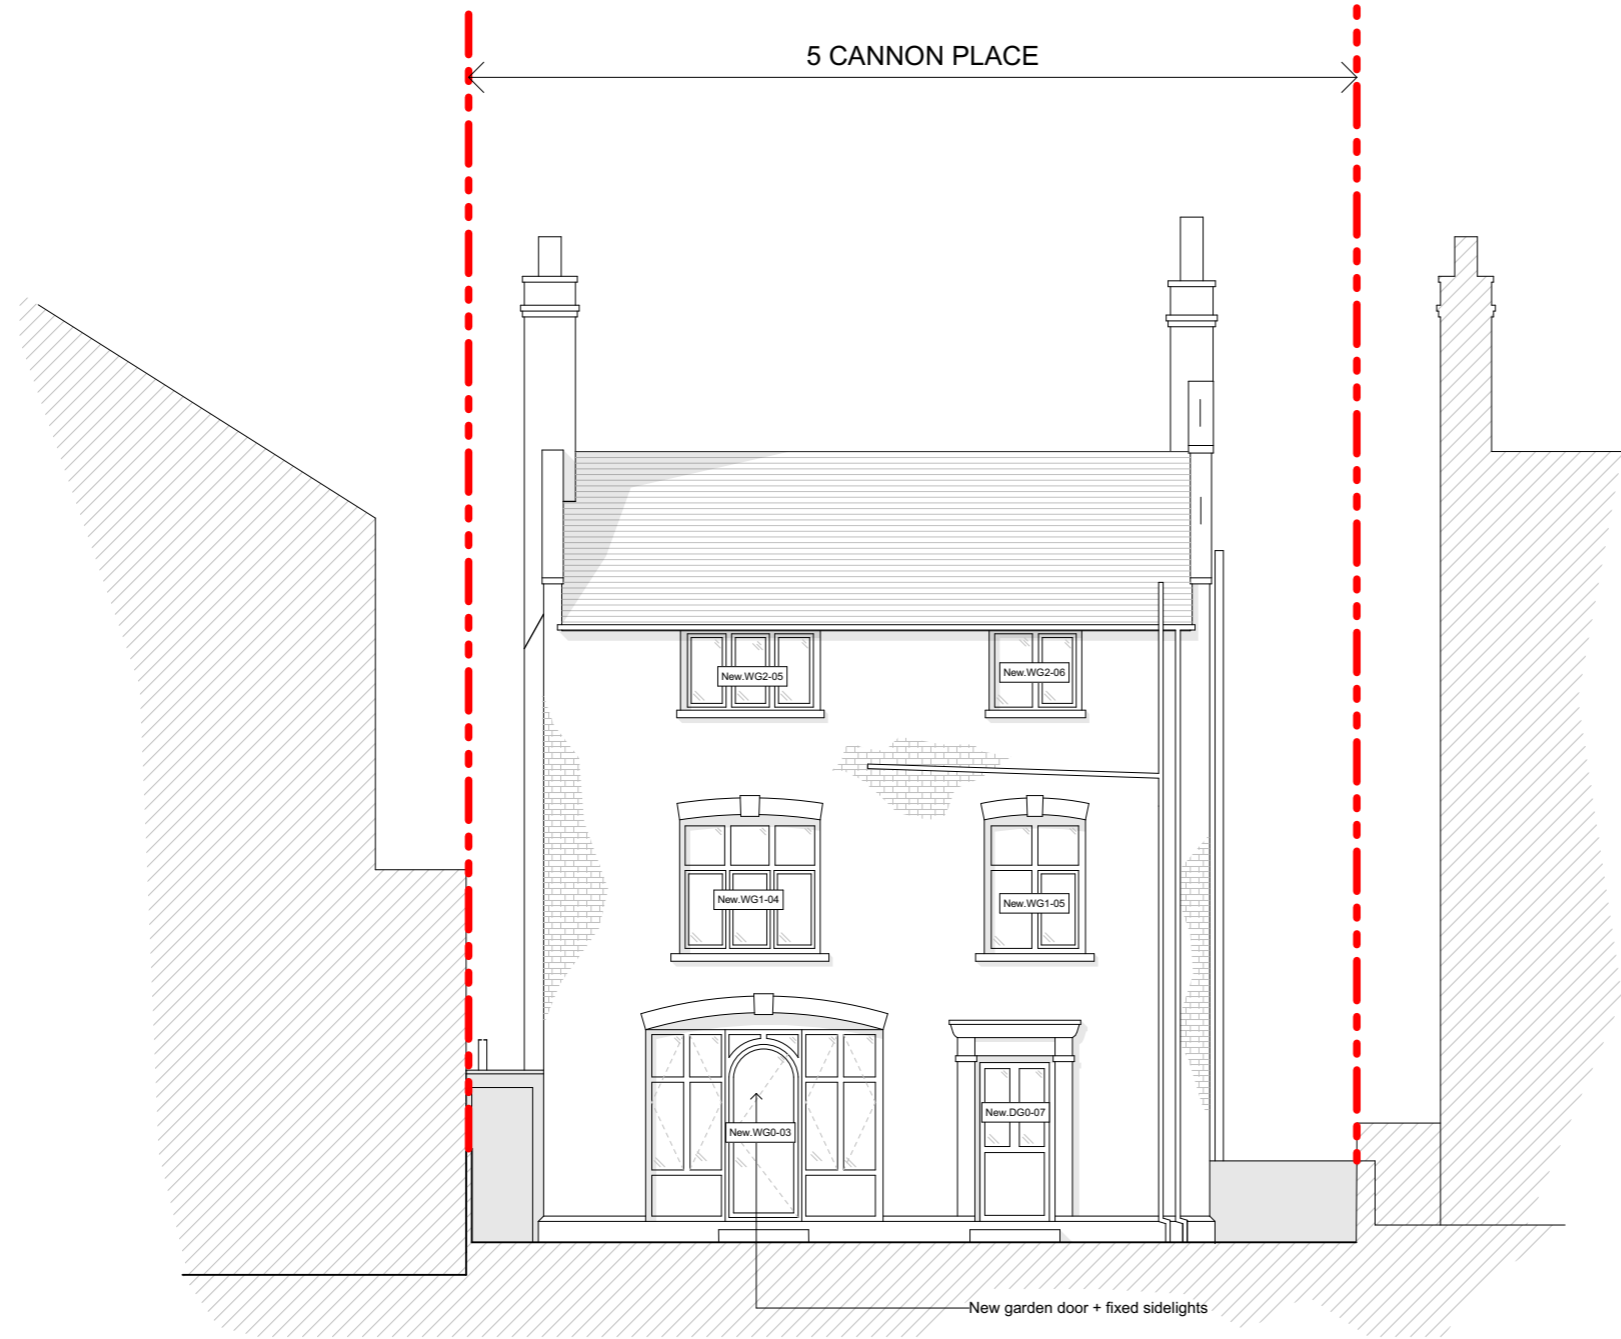 5 CANNON PLACE
New.WG2-05
New.WG2-06
New.WG1-04
New.WG1-05
New.WG0-03
New.DG0-07
New garden door + fixed sidelights